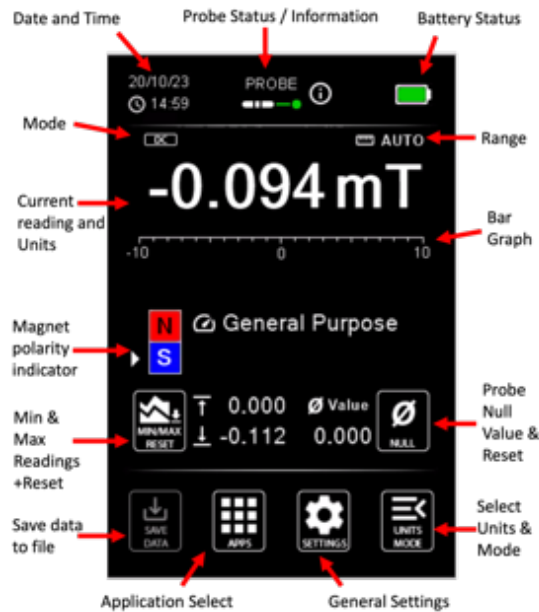 Date and Time
Probe Status / Information
Battery Status
20/10/23
PROBE
14:59
Mode
DC
AUTO
Range
-0.094 mT
Current
reading and
Units
Bar
Graph
-10 0 10
Magnet
polarity
indicator
N
General Purpose
S
Min &
Max
Readings
+Reset
MIN/MAX
RESET
0.000
-0.112
Ø Value
0.000
Ø
NULL
Probe
Null
Value &
Reset
Save data
to file
SAVE
DATA
APPS
SETTINGS
UNITS
MODE
Select
Units &
Mode
Application Select
General Settings